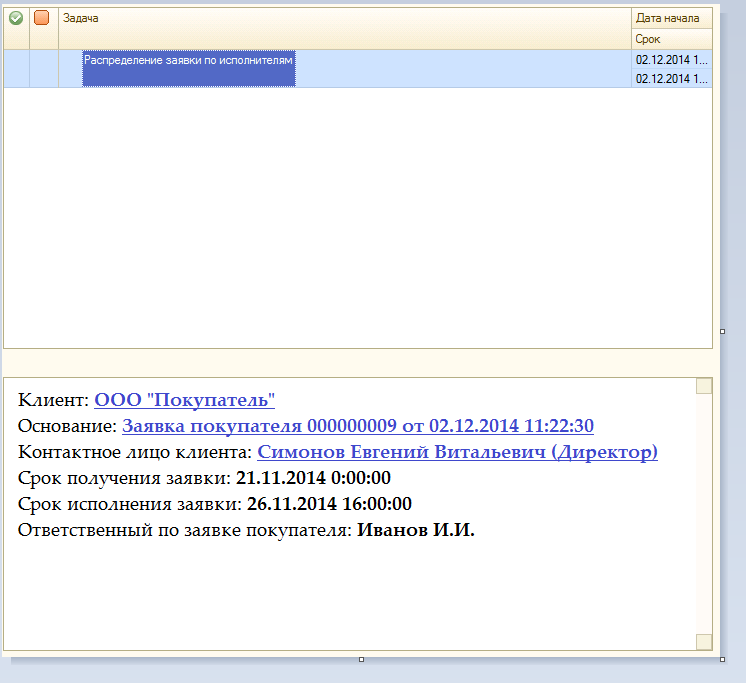 Задача
Дата начала
Срок
Распределение заявки по исполнителям
02.12.2014 1...
02.12.2014 1...
Клиент: ООО "Покупатель"
Основание: Заявка покупателя 000000009 от 02.12.2014 11:22:30
Контактное лицо клиента: Симонов Евгений Витальевич (Директор)
Срок получения заявки: 21.11.2014 0:00:00
Срок исполнения заявки: 26.11.2014 16:00:00
Ответственный по заявке покупателя: Иванов И.И.